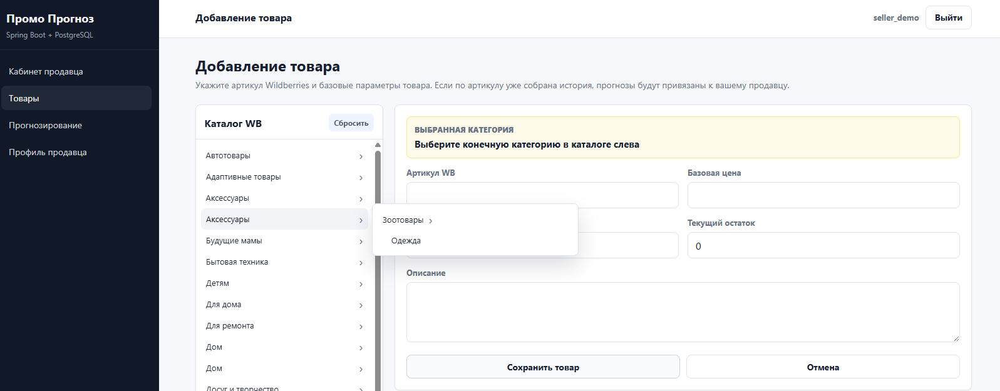 Промо Прогноз
Spring Boot + PostgreSQL
Кабинет продавца
Товары
Прогнозирование
Профиль продавца
Добавление товара
seller_demo
Выйти
Добавление товара
Укажите артикул Wildberries и базовые параметры товара. Если по артикулу уже собрана история, прогнозы будут привязаны к вашему продавцу.
Каталог WB
Сбросить
Автотовары
Адаптивные товары
Аксессуары
Аксессуары
Будущие мамы
Бытовая техника
Детям
Для дома
Для ремонта
Дом
Дом
Досуг и творчество
Зоотовары
Одежда
ВЫБРАННАЯ КАТЕГОРИЯ
Выберите конечную категорию в каталоге слева
Артикул WB
Базовая цена
Текущий остаток
0
Описание
Сохранить товар
Отмена